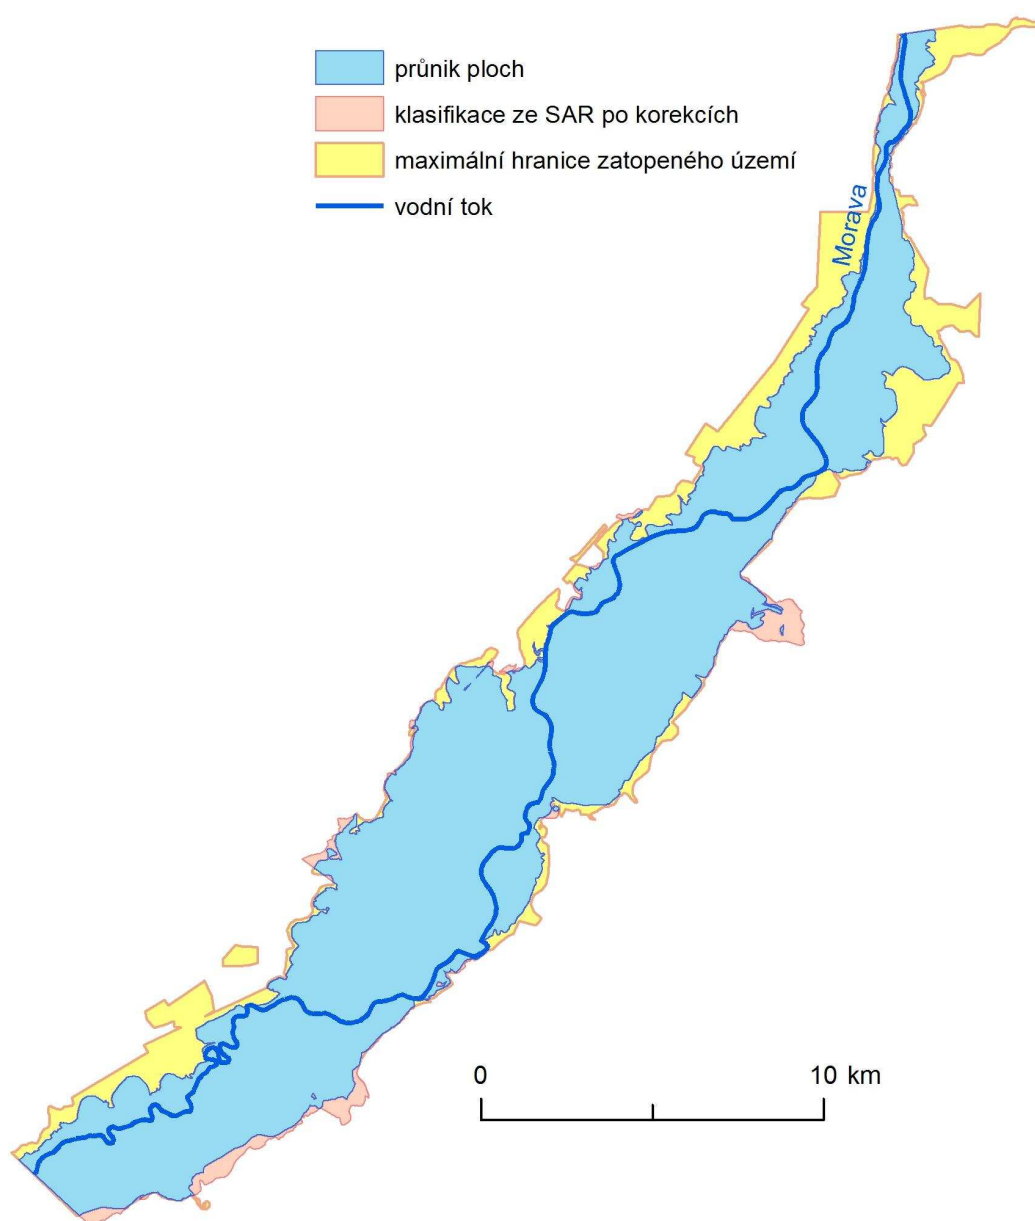 průnik ploch
klasifikace ze SAR po korekcích
maximální hranice zatopeného území
vodní tok
Morava
0 10 km